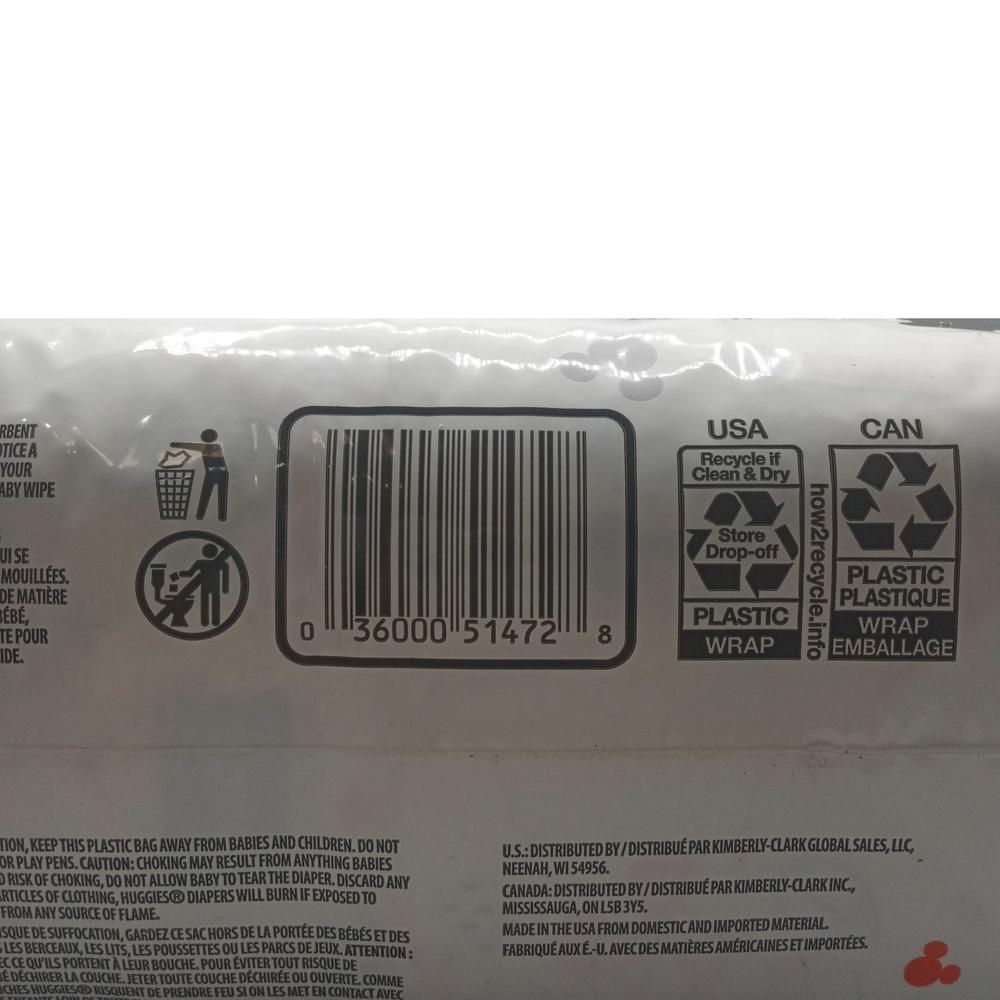 RBENT
OTICE A
YOUR
ABY WIPE
UI SE
MOUILLÉES.
DE MATIÈRE
BÉBÉ,
TE POUR
IDE.
0 36000 51472 8
USA
Recycle if
Clean & Dry
Store
Drop-off
PLASTIC
WRAP
how2recycle.info
CAN
PLASTIC
PLASTIQUE
WRAP
EMBALLAGE
TION, KEEP THIS PLASTIC BAG AWAY FROM BABIES AND CHILDREN. DO NOT
OR PLAY PENS. CAUTION: CHOKING MAY RESULT FROM ANYTHING BABIES
D RISK OF CHOKING, DO NOT ALLOW BABY TO TEAR THE DIAPER. DISCARD ANY
ARTICLES OF CLOTHING, HUGGIES® DIAPERS WILL BURN IF EXPOSED TO
FROM ANY SOURCE OF FLAME.
ISQUE DE SUFFOCATION, GARDEZ CE SAC HORS DE LA PORTÉE DES BÉBÉS ET DES
S LES BERCEAUX, LES LITS, LES POUSSETTES OU LES PARCS DE JEUX. ATTENTION :
EC CE QU'ILS PORTENT À LEUR BOUCHE. POUR ÉVITER TOUT RISQUE DE
BÉ DÉCHIRER LA COUCHE. JETER TOUTE COUCHE DÉCHIRÉE OU OUVERTE. COMME
UCHES HUGGIES® RISQUENT DE PRENDRE FEU SI ON LES MET EN CONTACT AVEC
U.S.: DISTRIBUTED BY / DISTRIBUÉ PAR KIMBERLY-CLARK GLOBAL SALES, LLC,
NEENAH, WI 54956.
CANADA: DISTRIBUTED BY / DISTRIBUÉ PAR KIMBERLY-CLARK INC.,
MISSISSAUGA, ON L5B 3Y5.
MADE IN THE USA FROM DOMESTIC AND IMPORTED MATERIAL.
FABRIQUÉ AUX É.-U. AVEC DES MATIÈRES AMÉRICAINES ET IMPORTÉES.